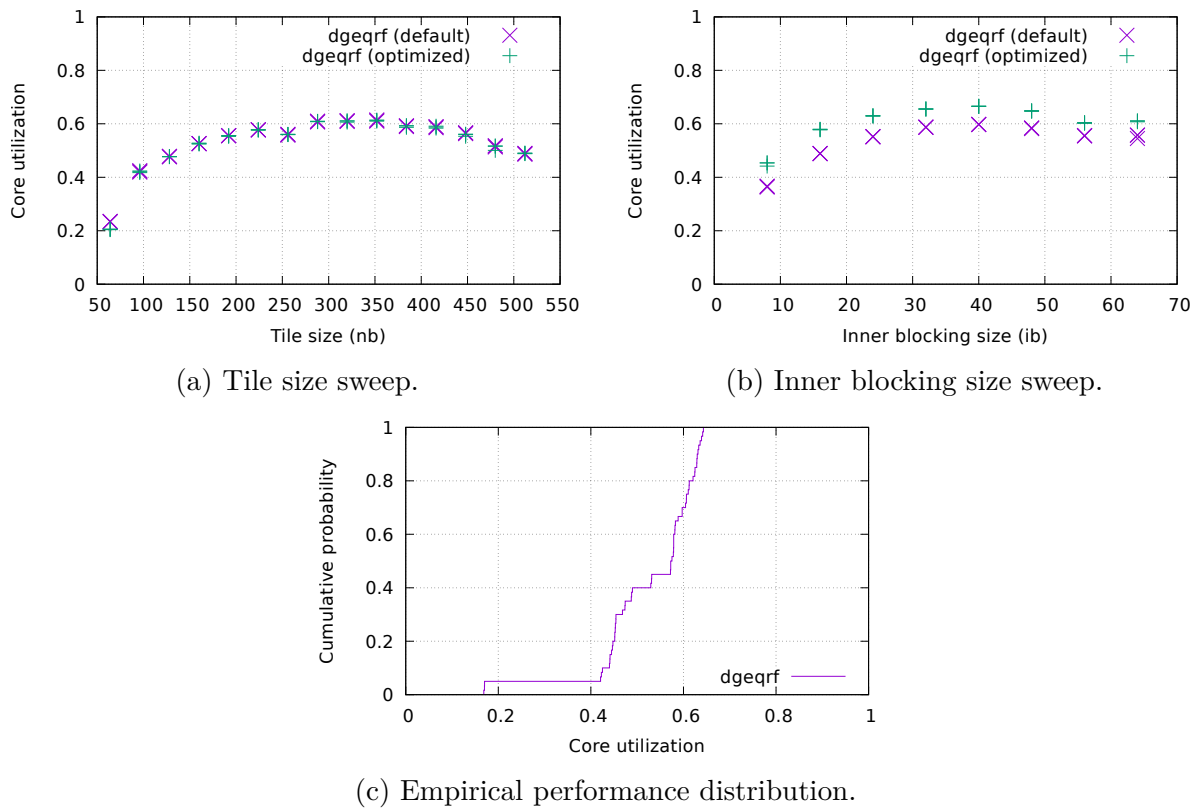 1
0.8
0.6
0.4
0.2
0
Core utilization
dgeqrf (default)
dgeqrf (optimized)
50 100 150 200 250 300 350 400 450 500 550
Tile size (nb)
(a) Tile size sweep.
1
0.8
0.6
0.4
0.2
0
Core utilization
dgeqrf (default)
dgeqrf (optimized)
0 10 20 30 40 50 60 70
Inner blocking size (ib)
(b) Inner blocking size sweep.
1
0.8
0.6
0.4
0.2
0
Cumulative probability
dgeqrf
0 0.2 0.4 0.6 0.8 1
Core utilization
(c) Empirical performance distribution.